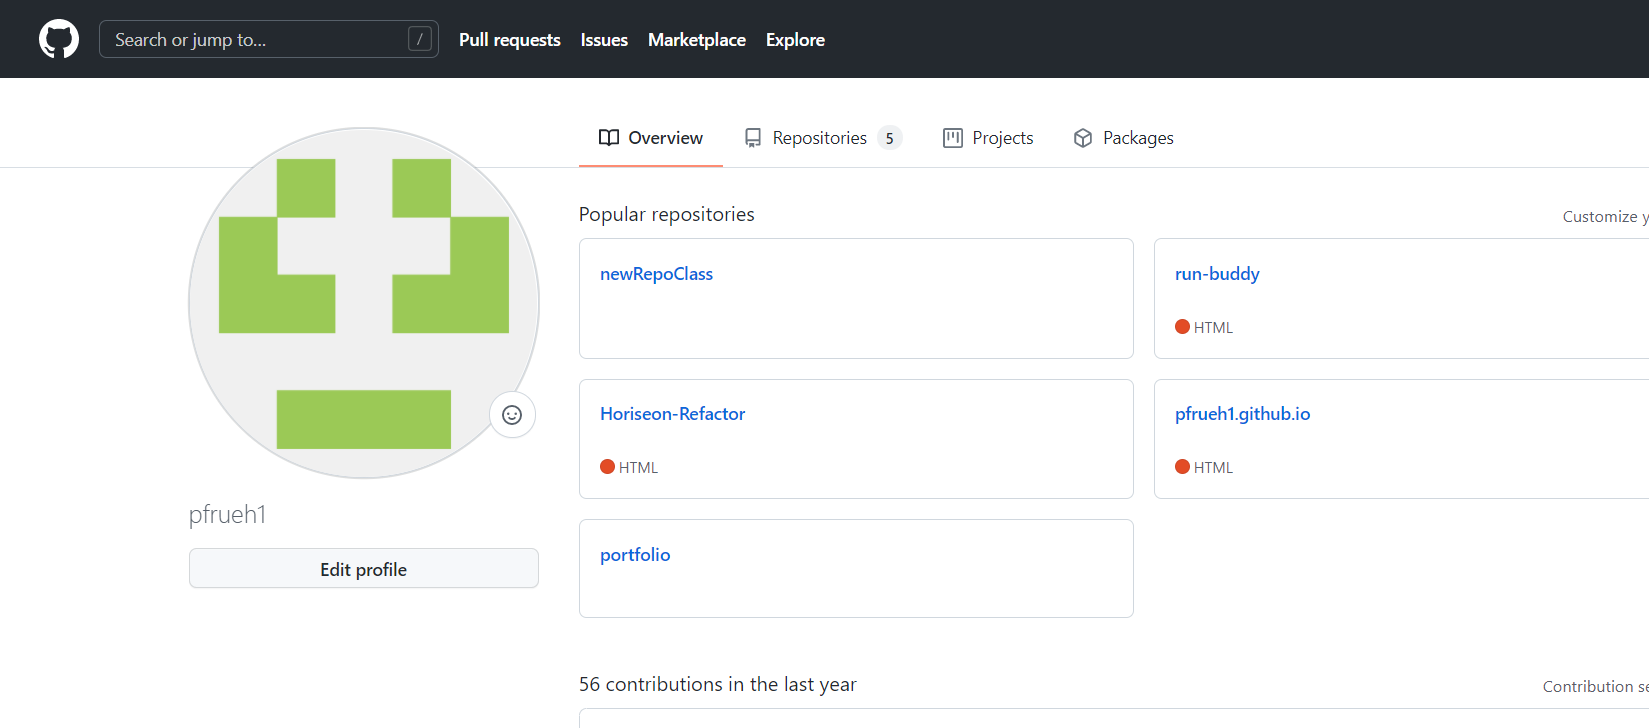 Search or jump to... /
Pull requests Issues Marketplace Explore
Overview Repositories 5 Projects Packages
Popular repositories
Customize y
newRepoClass
run-buddy
HTML
Horiseon-Refactor
HTML
pfrueh1.github.io
HTML
portfolio
pfrueh1
Edit profile
56 contributions in the last year
Contribution se